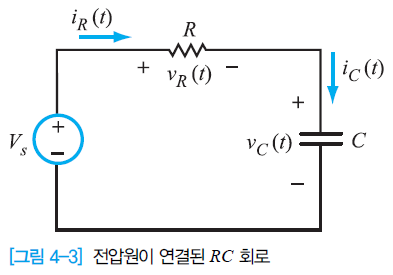 i_R(t)
R
+ v_R(t) −
i_C(t)
+
V_s
+
−
v_C(t)
C
−
[그림 4-3] 전압원이 연결된 RC 회로